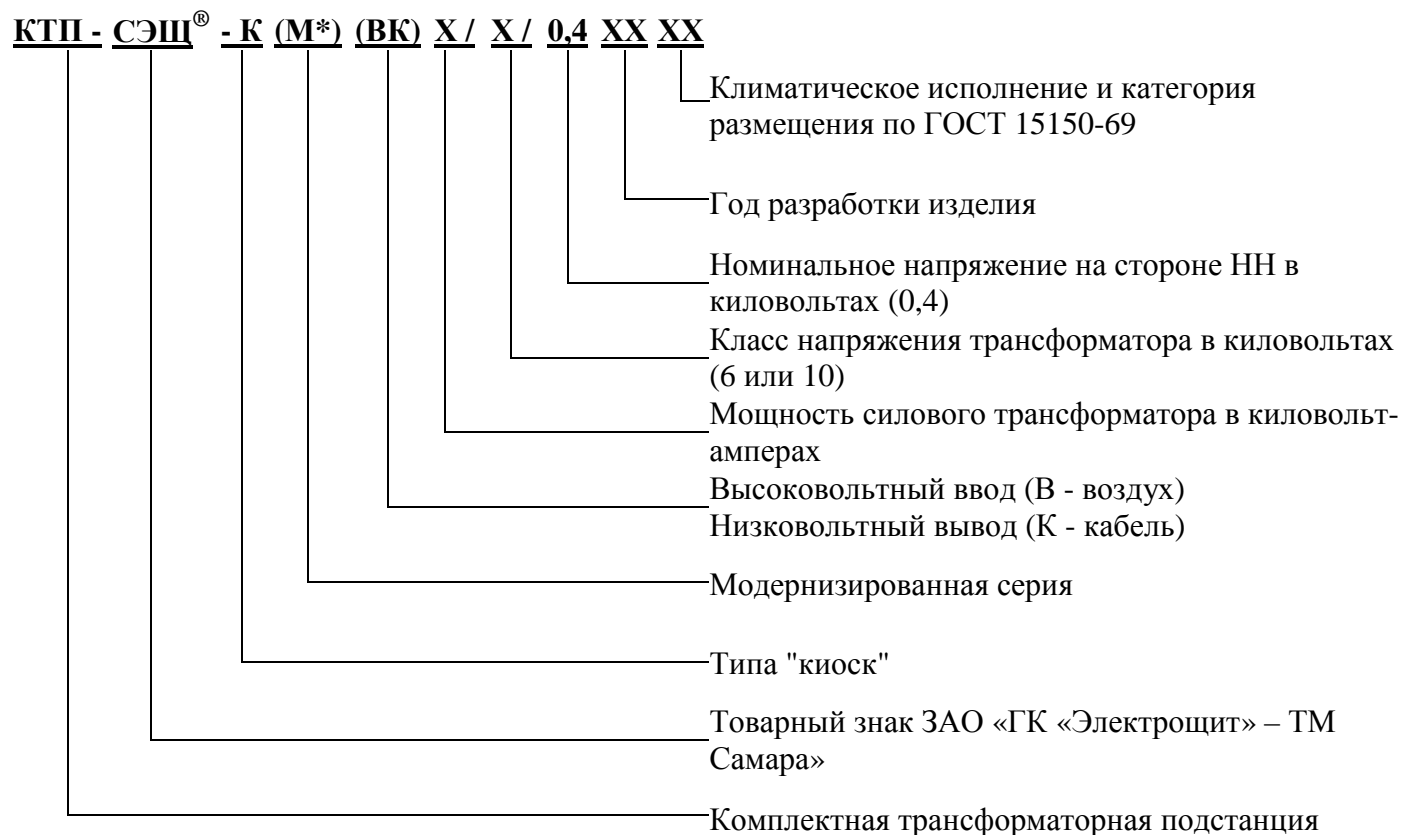 КТП - СЭЩ® - К (М*) (ВК) Х / Х / 0,4 ХХ ХХ
Климатическое исполнение и категория
размещения по ГОСТ 15150-69
Год разработки изделия
Номинальное напряжение на стороне НН в
киловольтах (0,4)
Класс напряжения трансформатора в киловольтах
(6 или 10)
Мощность силового трансформатора в киловольт-
амперах
Высоковольтный ввод (В - воздух)
Низковольтный вывод (К - кабель)
Модернизированная серия
Типа "киоск"
Товарный знак ЗАО «ГК «Электрощит» – ТМ
Самара»
Комплектная трансформаторная подстанция